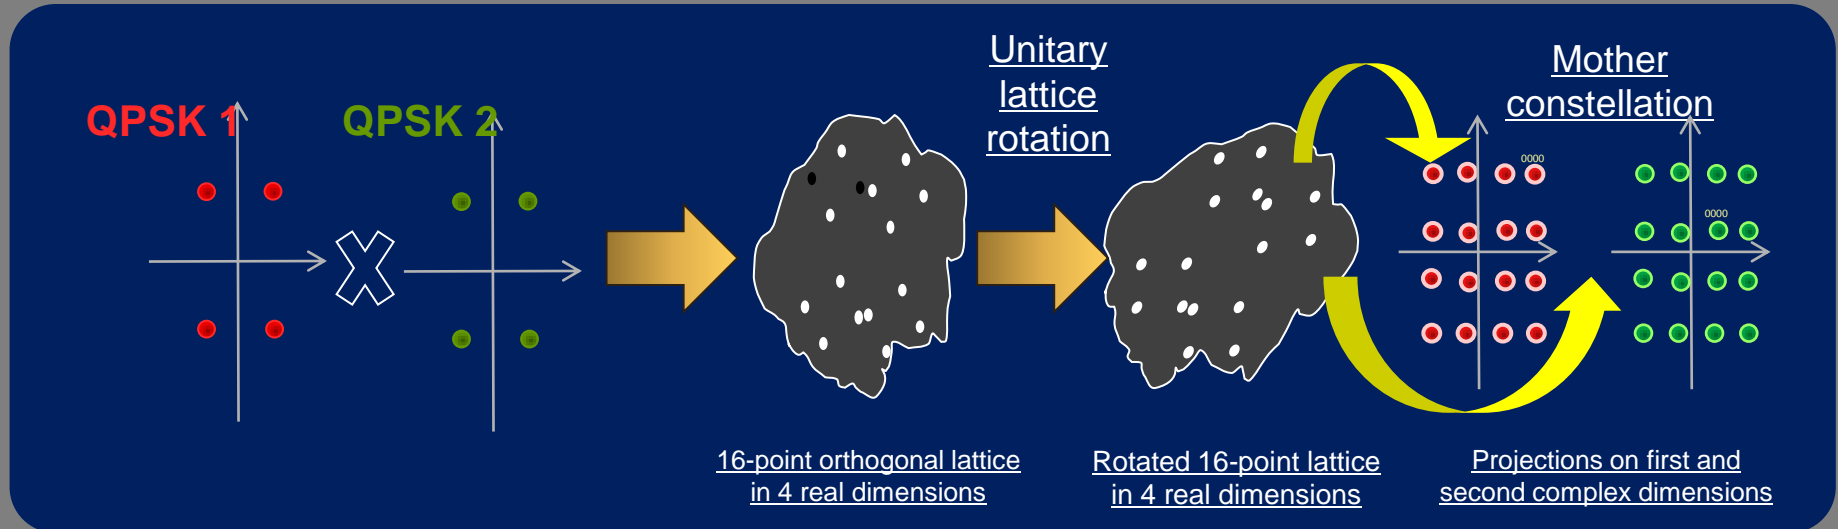 QPSK 1
QPSK 2
Unitary
lattice
rotation
Mother
constellation
0000
0000
16-point orthogonal lattice
in 4 real dimensions
Rotated 16-point lattice
in 4 real dimensions
Projections on first and
second complex dimensions